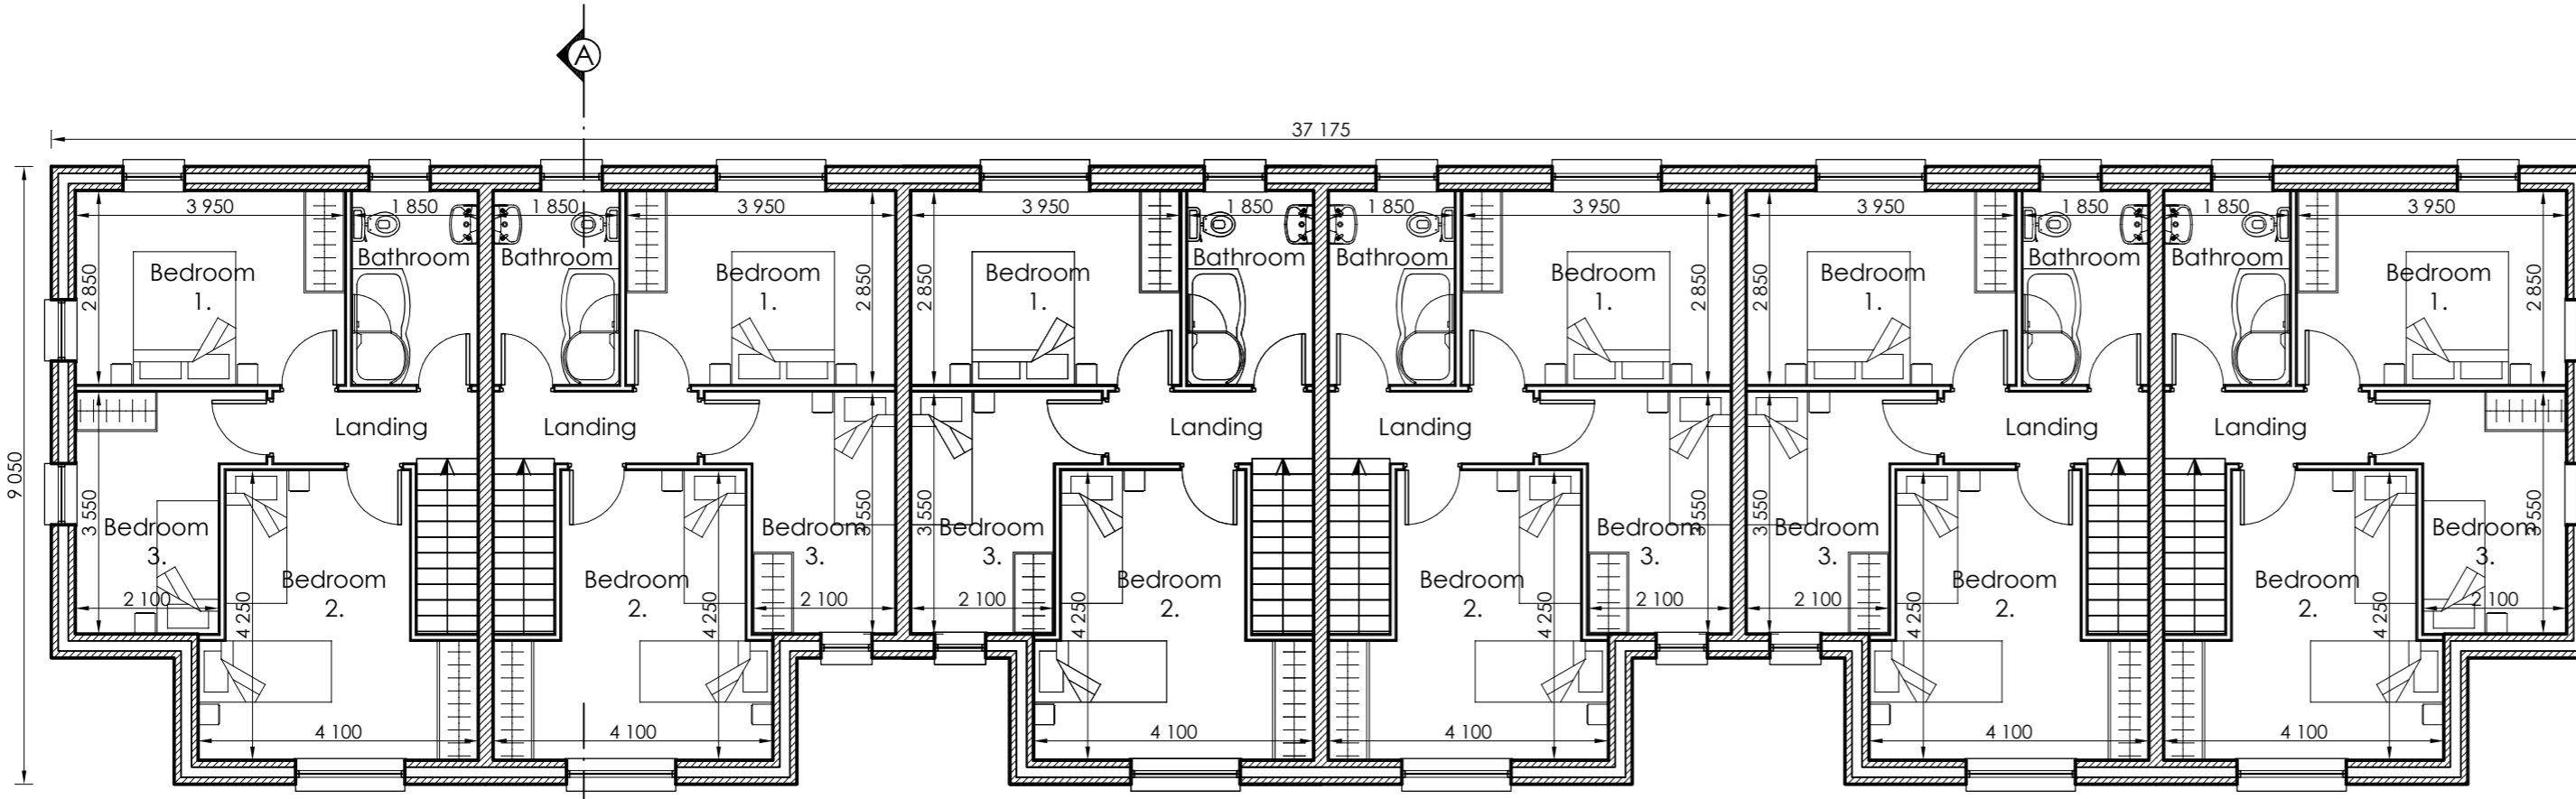 A
37 175
9 050
3 950 1 850 1 850 3 950 3 950 1 850 1 850 3 950 3 950 1 850 1 850 3 950
Bathroom Bathroom Bathroom Bathroom Bathroom Bathroom
Bedroom Bedroom Bedroom Bedroom Bedroom Bedroom
1. 1. 1. 1. 1. 1.
2 850 2 850 2 850 2 850 2 850 2 850
Landing Landing Landing Landing Landing Landing
3 550 3 550 3 550 3 550 3 550 3 550
Bedroom Bedroom Bedroom Bedroom Bedroom Bedroom
3. 3. 3. 3. 3. 3.
Bedroom Bedroom Bedroom Bedroom Bedroom Bedroom
2. 2. 2. 2. 2. 2.
2 100 2 100 2 100 2 100 2 100 2 100
4 250 4 250 4 250 4 250 4 250 4 250
4 100 4 100 4 100 4 100 4 100 4 100